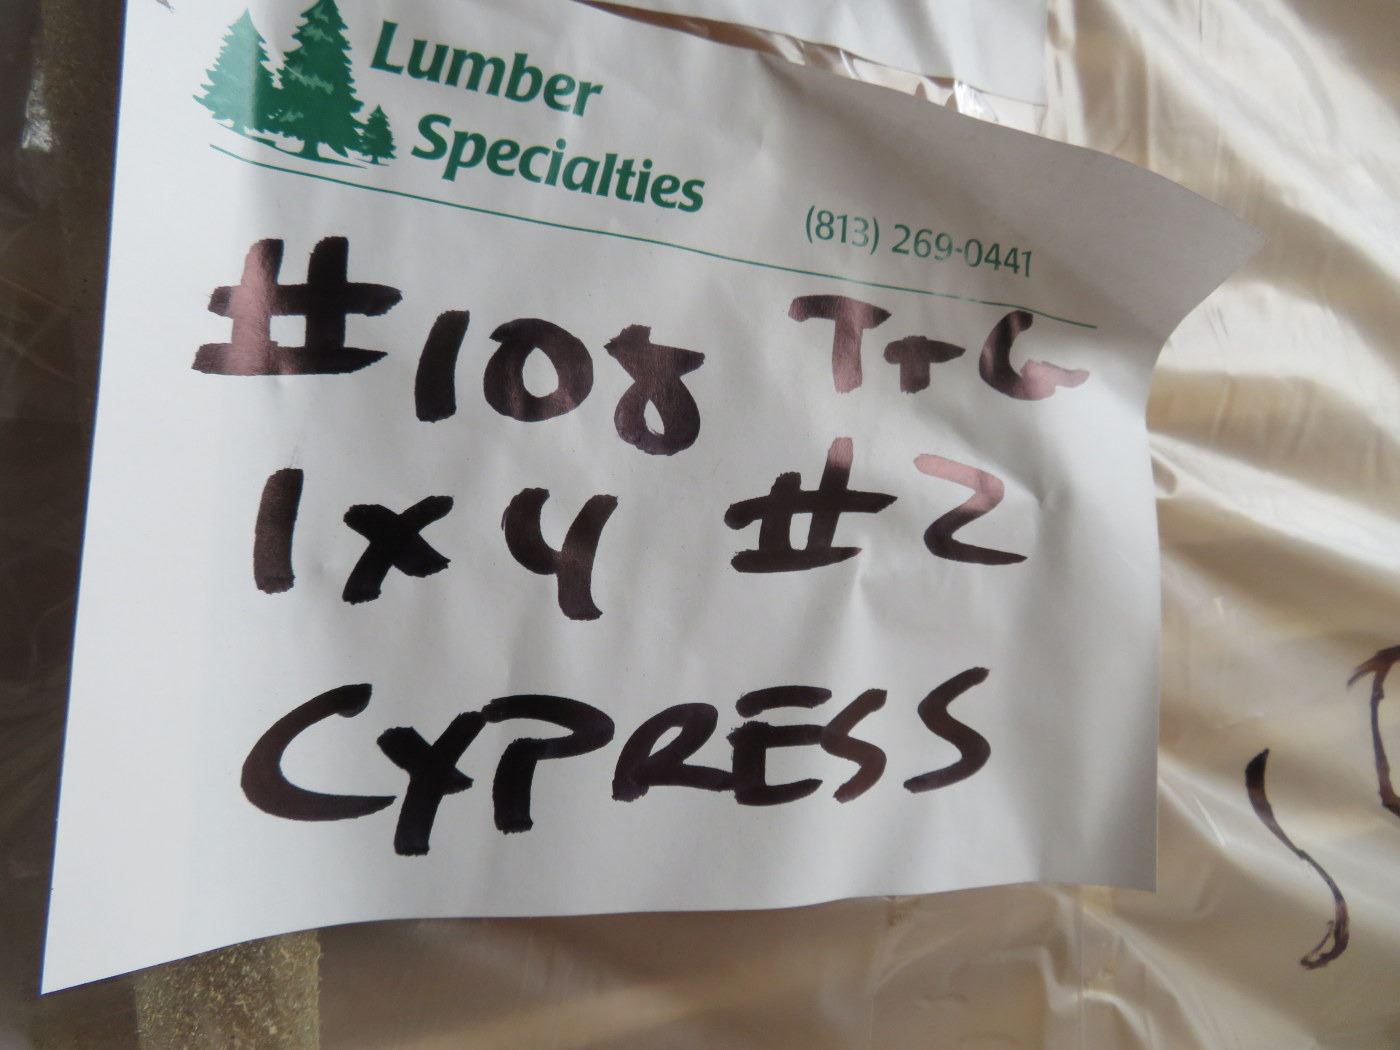 Lumber
Specialties
(813) 269-0441
#108 T+G
1x4 #2
CYPRESS